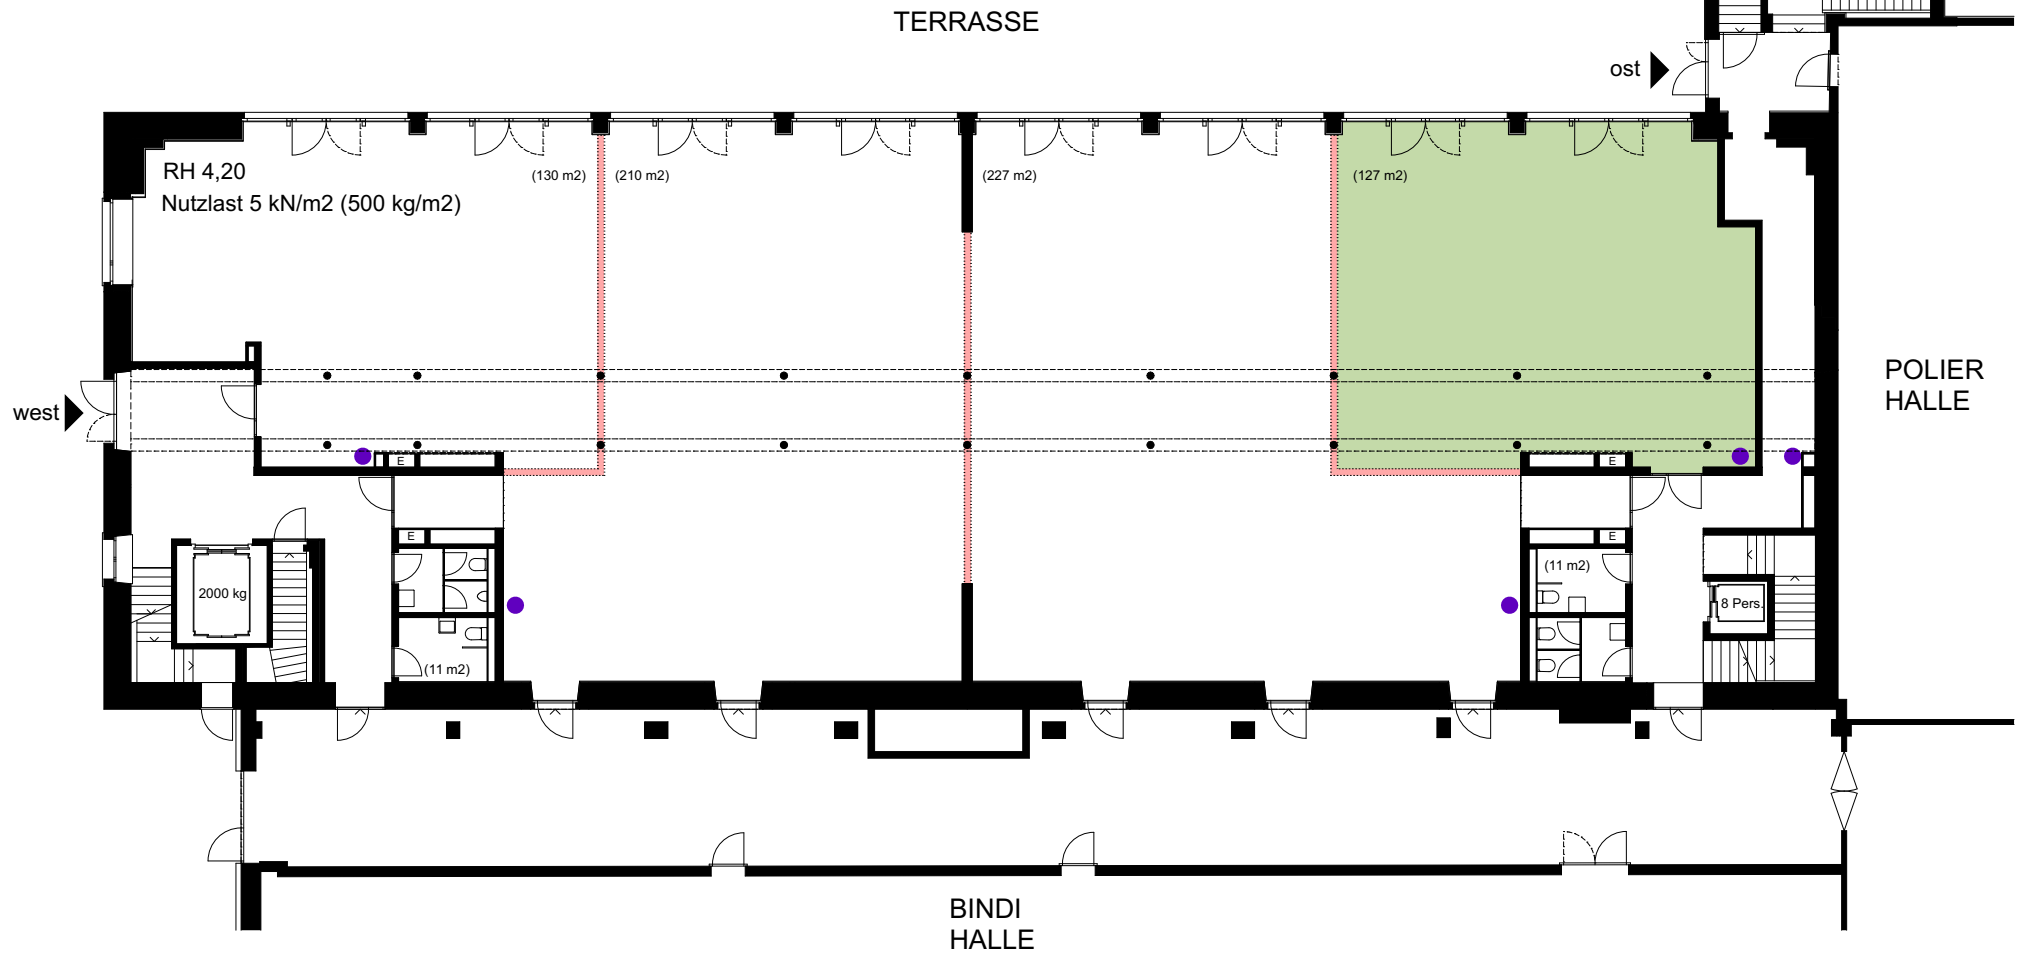 TERRASSE
ost
RH 4,20
(130 m2)
(210 m2)
(227 m2)
(127 m2)
Nutzlast 5 kN/m2 (500 kg/m2)
POLIER
HALLE
west
E
E
E
E
(11 m2)
2000 kg
8 Pers.
(11 m2)
BINDI
HALLE